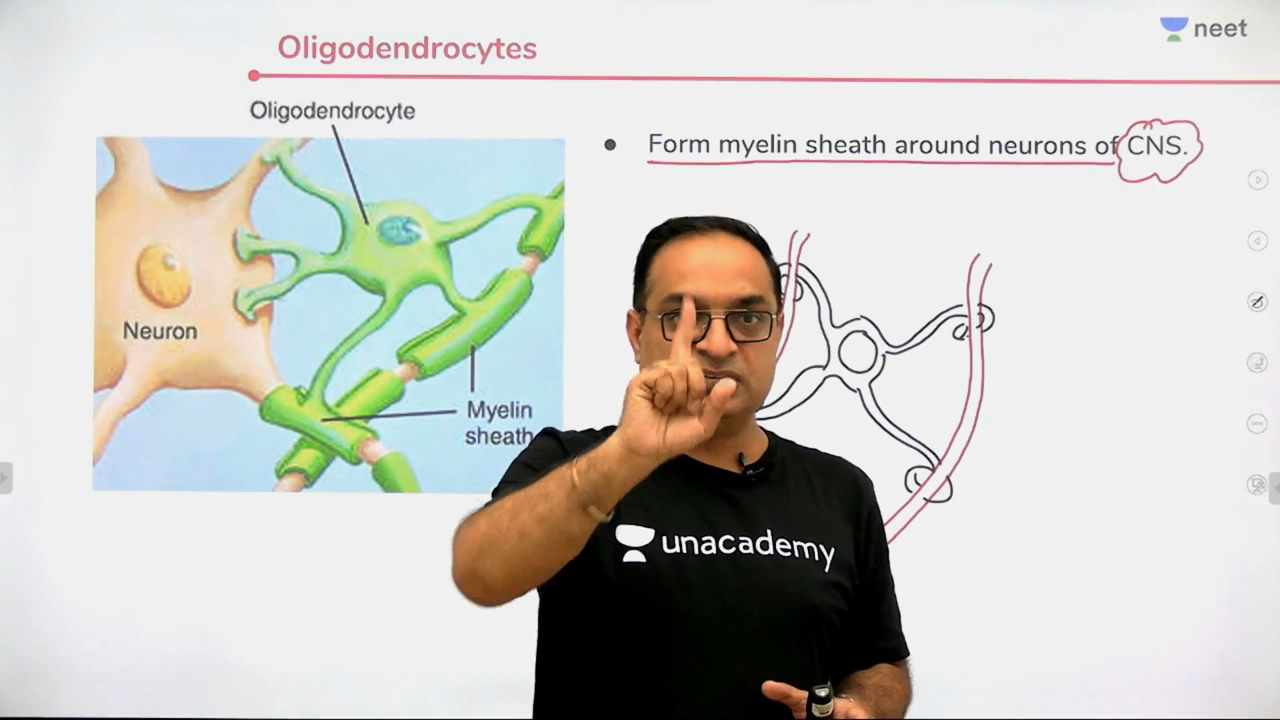 neet
Oligodendrocytes
Oligodendrocyte
Form myelin sheath around neurons of CNS.
Neuron
Myelin
sheath
unacademy